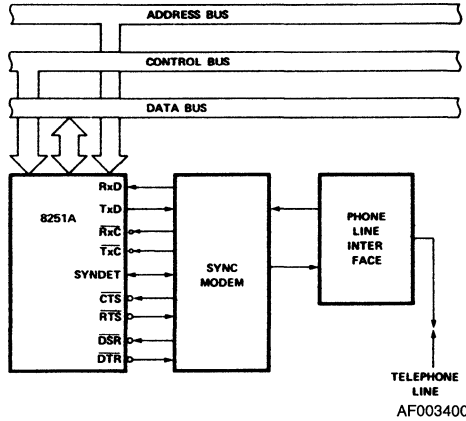 ADDRESS BUS
CONTROL BUS
DATA BUS
8251A
RxD
TxD
RxC
TxC
SYNDET
CTS
RTS
DSR
DTR
SYNC
MODEM
PHONE
LINE
INTER
FACE
TELEPHONE
LINE
AF003400